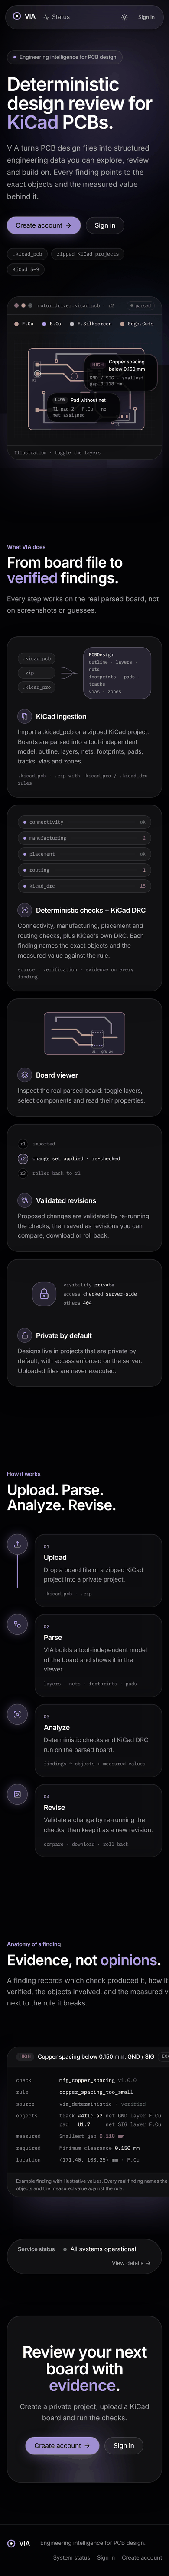 VIA Status Sign in
Engineering intelligence for PCB design
Deterministic
design review for
KiCad PCBs.
VIA turns PCB design files into structured
engineering data you can explore, review
and build on. Every finding points to the
exact objects and the measured value
behind it.
Create account → Sign in
.kicad_pcb zipped KiCad projects
KiCad 5–9
motor_driver.kicad_pcb · r2 parsed
F.Cu B.Cu F.Silkscreen Edge.Cuts
HIGH Copper spacing
below 0.150 mm
GND / SIG · smallest
gap 0.118 mm
LOW Pad without net
R1 pad 2 · F.Cu · no
net assigned
Illustration · toggle the layers
What VIA does
From board file to
verified findings.
Every step works on the real parsed board, not
on screenshots or guesses.
.kicad_pcb
.zip
.kicad_pro
PCBDesign
outline · layers ·
nets
footprints · pads ·
tracks
vias · zones
KiCad ingestion
Import a .kicad_pcb or a zipped KiCad project.
Boards are parsed into a tool-independent
model: outline, layers, nets, footprints, pads,
tracks, vias and zones.
.kicad_pcb · .zip with .kicad_pro / .kicad_dru
rules
connectivity ok
manufacturing 2
placement ok
routing 1
kicad_drc 15
Deterministic checks + KiCad DRC
Connectivity, manufacturing, placement and
routing checks, plus KiCad's own DRC. Each
finding names the exact objects and the
measured value against the rule.
source · verification · evidence on every
finding
Board viewer
Inspect the real parsed board: toggle layers,
select components and read their properties.
r1 imported
r2 change set applied · re-checked
r3 rolled back to r1
Validated revisions
Proposed changes are validated by re-running
the checks, then saved as revisions you can
compare, download or roll back.
visibility private
access checked server-side
others 404
Private by default
Designs live in projects that are private by
default, with access enforced on the server.
Uploaded files are never executed.
How it works
Upload. Parse.
Analyze. Revise.
01
Upload
Drop a board file or a zipped KiCad
project into a private project.
.kicad_pcb · .zip
02
Parse
VIA builds a tool-independent model
of the board and shows it in the
viewer.
layers · nets · footprints · pads
03
Analyze
Deterministic checks and KiCad DRC
run on the parsed board.
findings → objects + measured values
04
Revise
Validate a change by re-running the
checks, then keep it as a new revision.
compare · download · roll back
Anatomy of a finding
Evidence, not opinions.
A finding records which check produced it, how it w
verified, the objects involved, and the measured v
next to the rule it breaks.
HIGH Copper spacing below 0.150 mm: GND / SIG EXA
check mfg_copper_spacing v1.0.0
rule copper_spacing_too_small
source via_deterministic · verified
objects track #4f1c…a2 net GND layer F.Cu
pad U1.7 net SIG layer F.Cu
measured Smallest gap 0.118 mm
required Minimum clearance 0.150 mm
location (171.40, 103.25) mm · F.Cu
Example finding with illustrative values. Every real finding names the
objects and the measured value against the rule.
Service status All systems operational
View details →
Review your next
board with
evidence.
Create a private project, upload a KiCad
board and run the checks.
Create account → Sign in
VIA Engineering intelligence for PCB design.
System status Sign in Create account